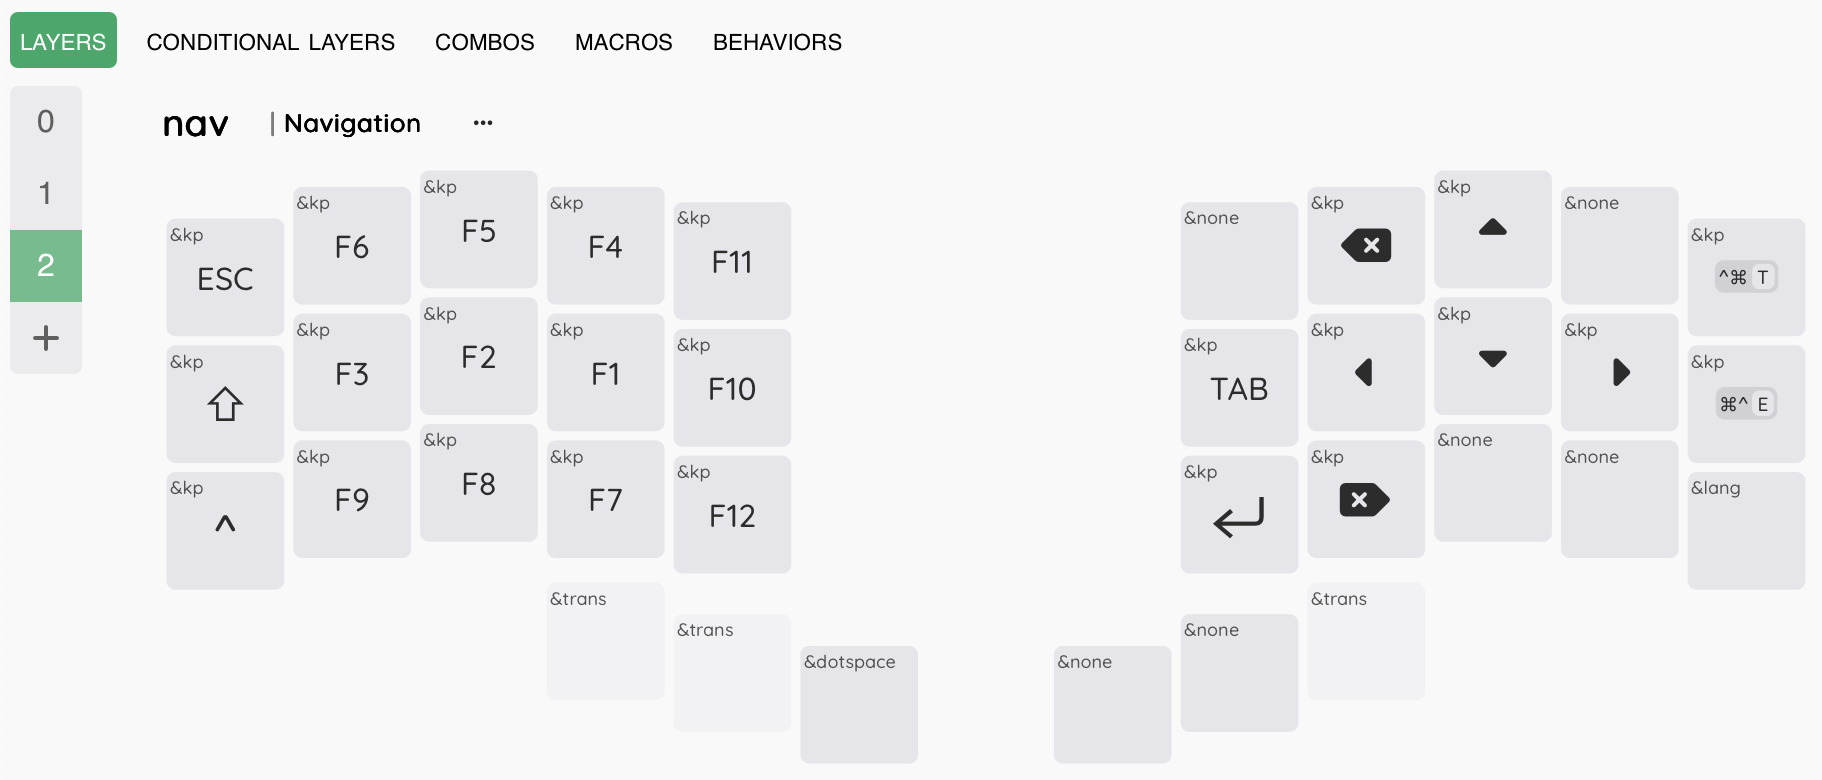 LAYERS CONDITIONAL LAYERS COMBOS MACROS BEHAVIORS
0
1
2
+
nav | Navigation ...
&kp ESC
&kp F6
&kp F5
&kp F4
&kp F11
&none
&kp
&kp
&none
&kp ^⌘ T
&kp
&kp F3
&kp F2
&kp F1
&kp F10
&kp TAB
&kp
&kp
&kp
&kp ⌘^ E
&kp ^
&kp F9
&kp F8
&kp F7
&kp F12
&kp
&kp
&none
&none
&lang
&trans
&trans
&dotspace
&none
&none
&trans